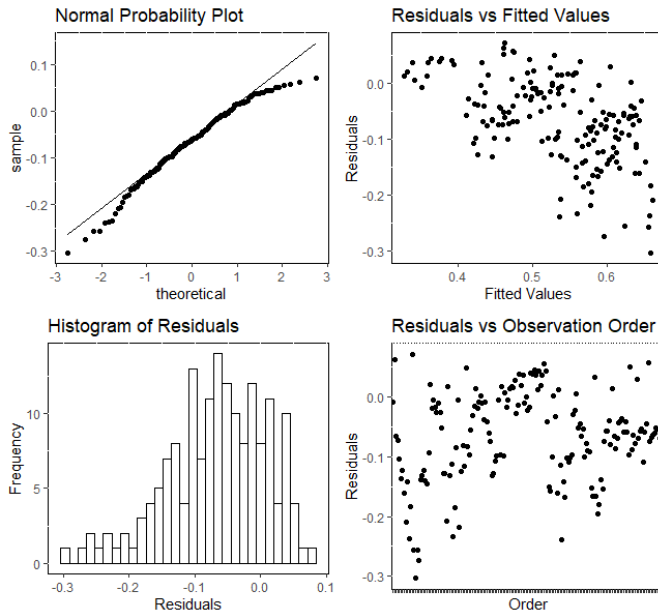 Normal Probability Plot
sample
0.1
0.0
-0.1
-0.2
-0.3
-3 -2 -1 0 1 2 3
theoretical
Residuals vs Fitted Values
Residuals
0.0
-0.1
-0.2
-0.3
0.4 0.5 0.6
Fitted Values
Histogram of Residuals
Frequency
10
5
0
-0.3 -0.2 -0.1 0.0 0.1
Residuals
Residuals vs Observation Order
Residuals
0.0
-0.1
-0.2
-0.3
Order